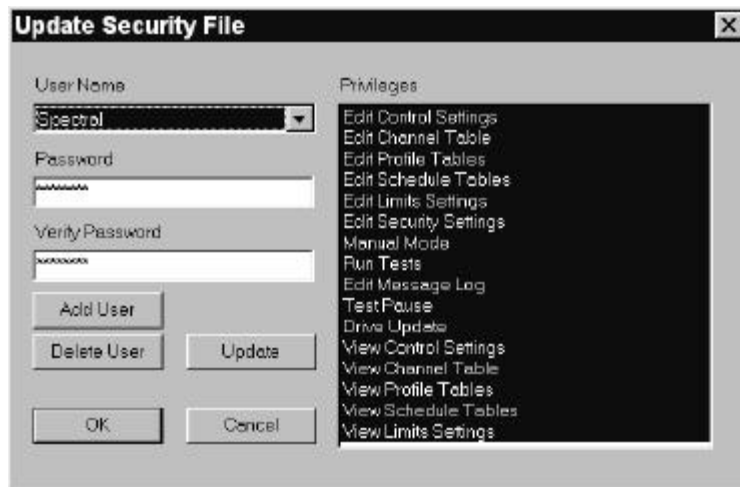 Update Security File
User Name
Spectral
Password
********
Verify Password
********
Add User
Delete User
Update
OK
Cancel
Privileges
Edit Control Settings
Edit Channel Table
Edit Profile Tables
Edit Schedule Tables
Edit Limits Settings
Edit Security Settings
Manual Mode
Run Tests
Edit Message Log
Test Pause
Drive Update
View Control Settings
View Channel Table
View Profile Tables
View Schedule Tables
View Limits Settings